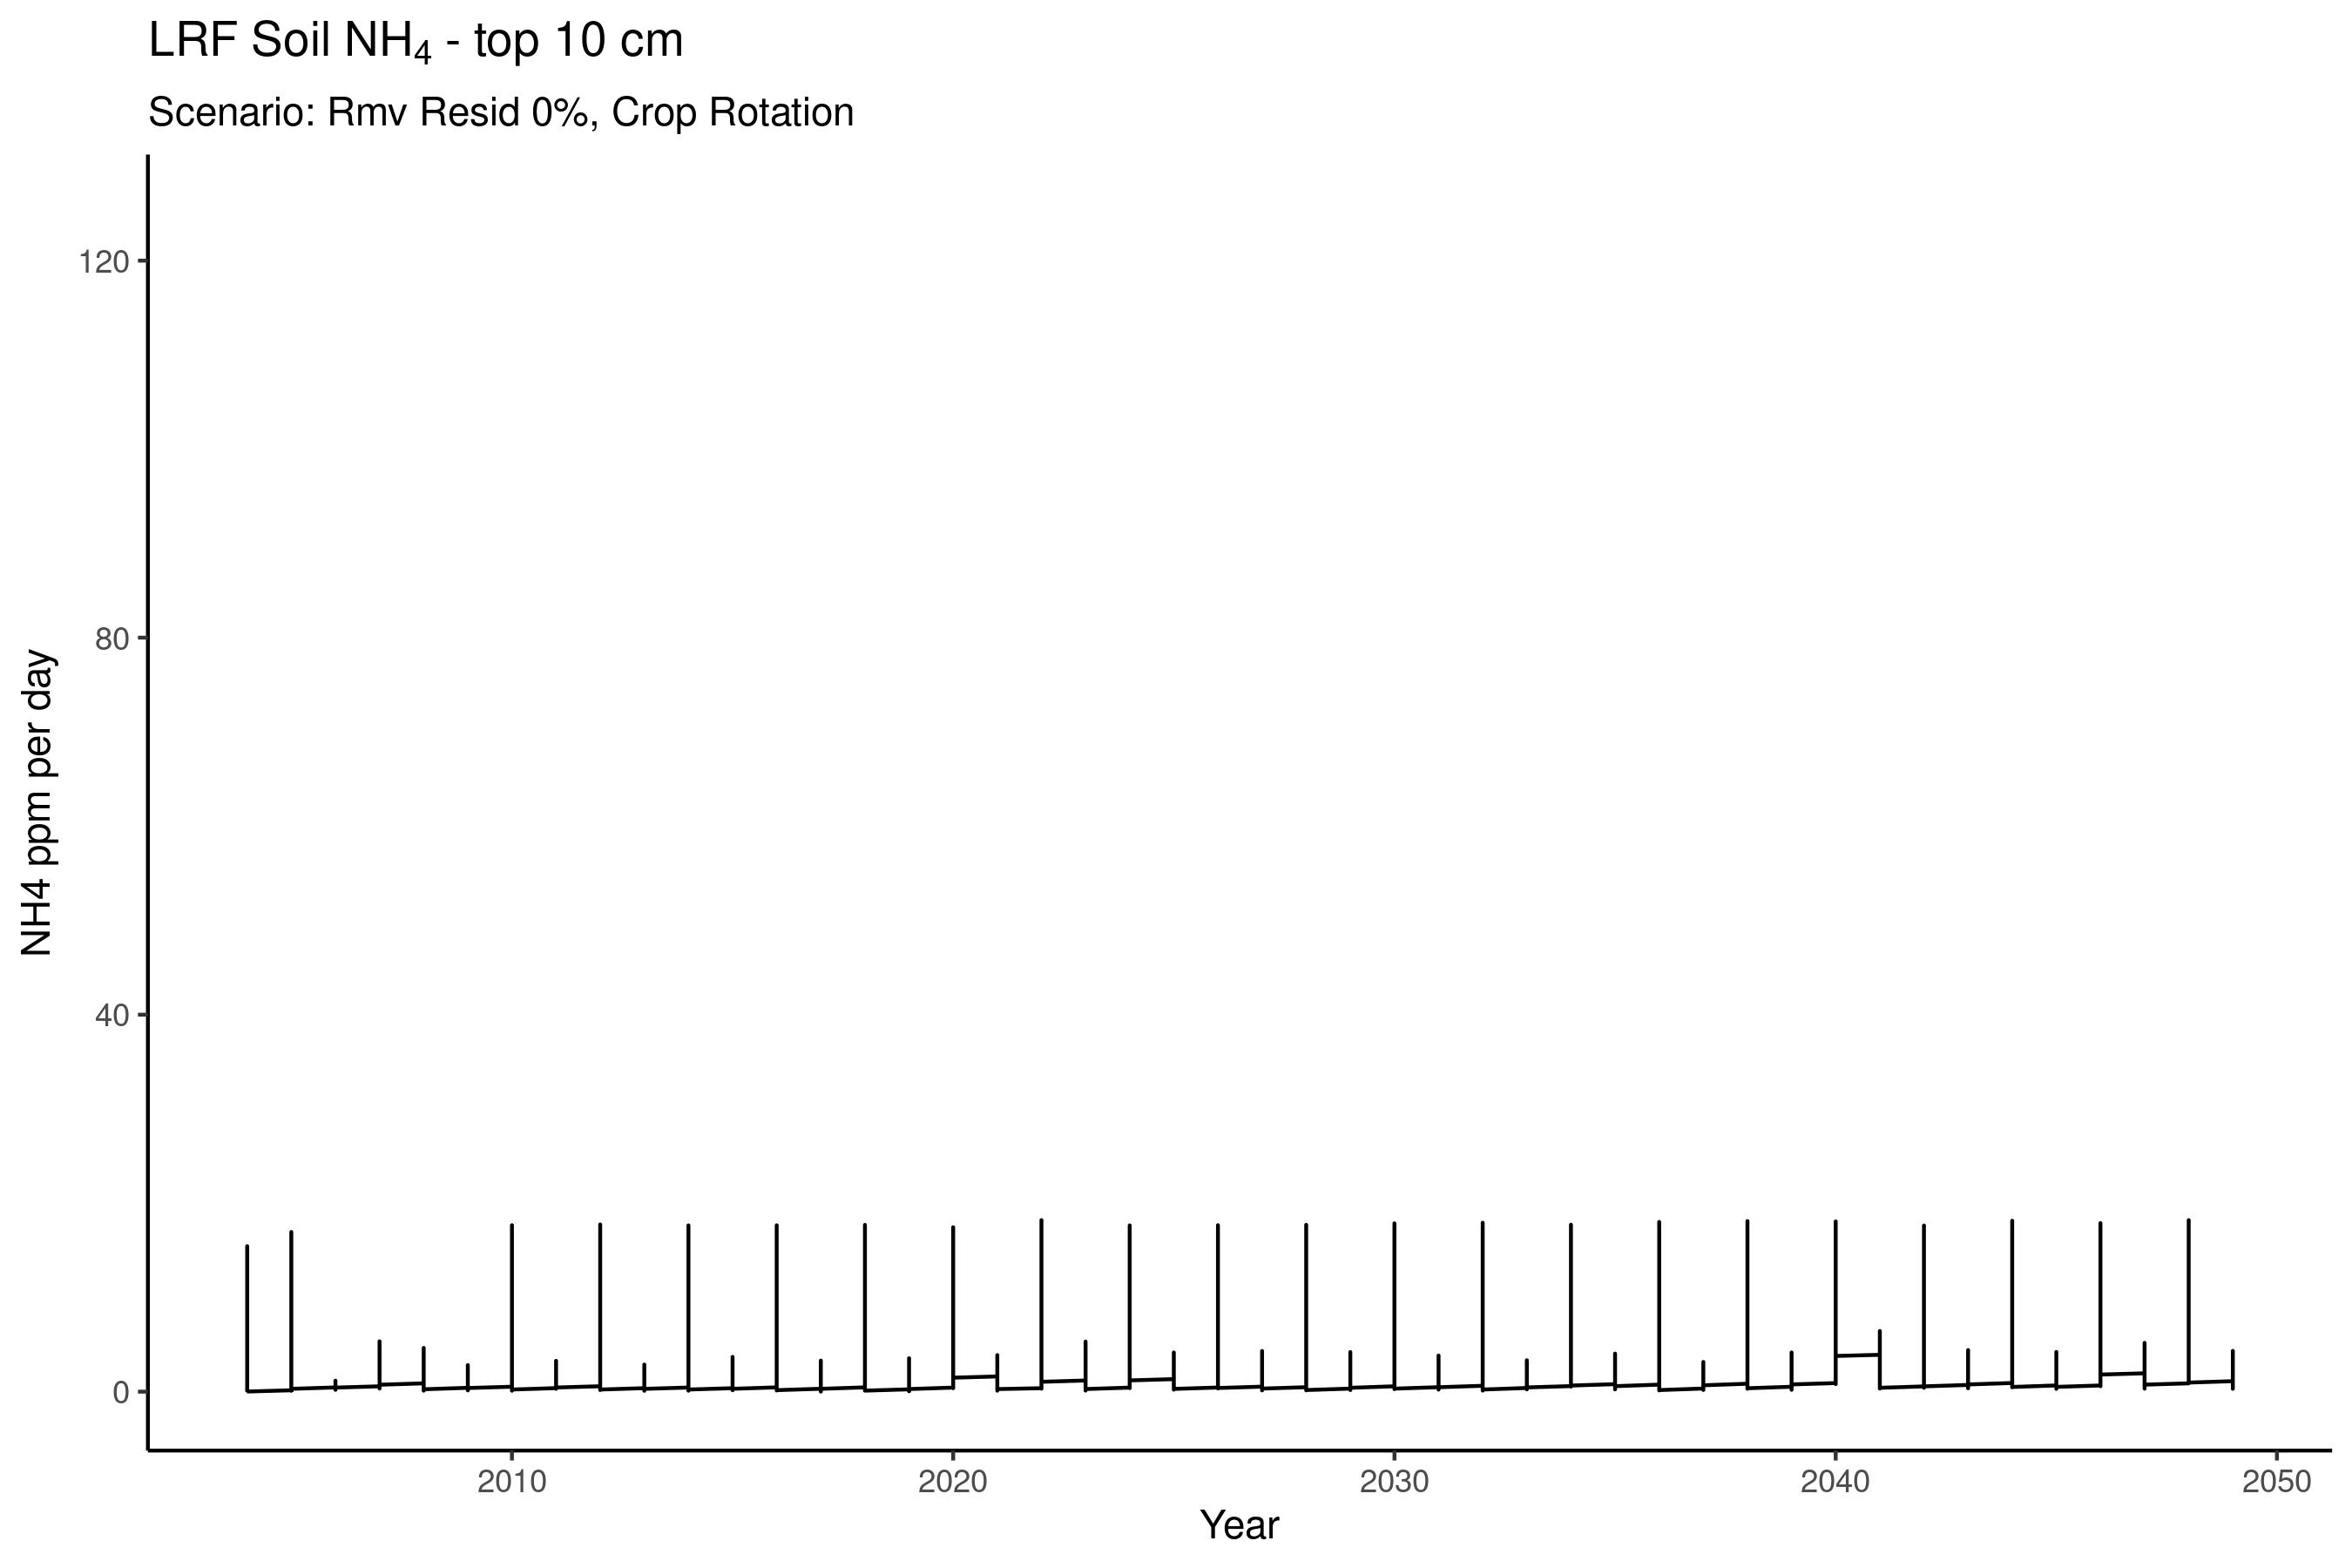 LRF Soil NH₄ - top 10 cm
Scenario: Rmv Resid 0%, Crop Rotation
NH4 ppm per day
120
80
40
0
2010 2020 2030 2040 2050
Year